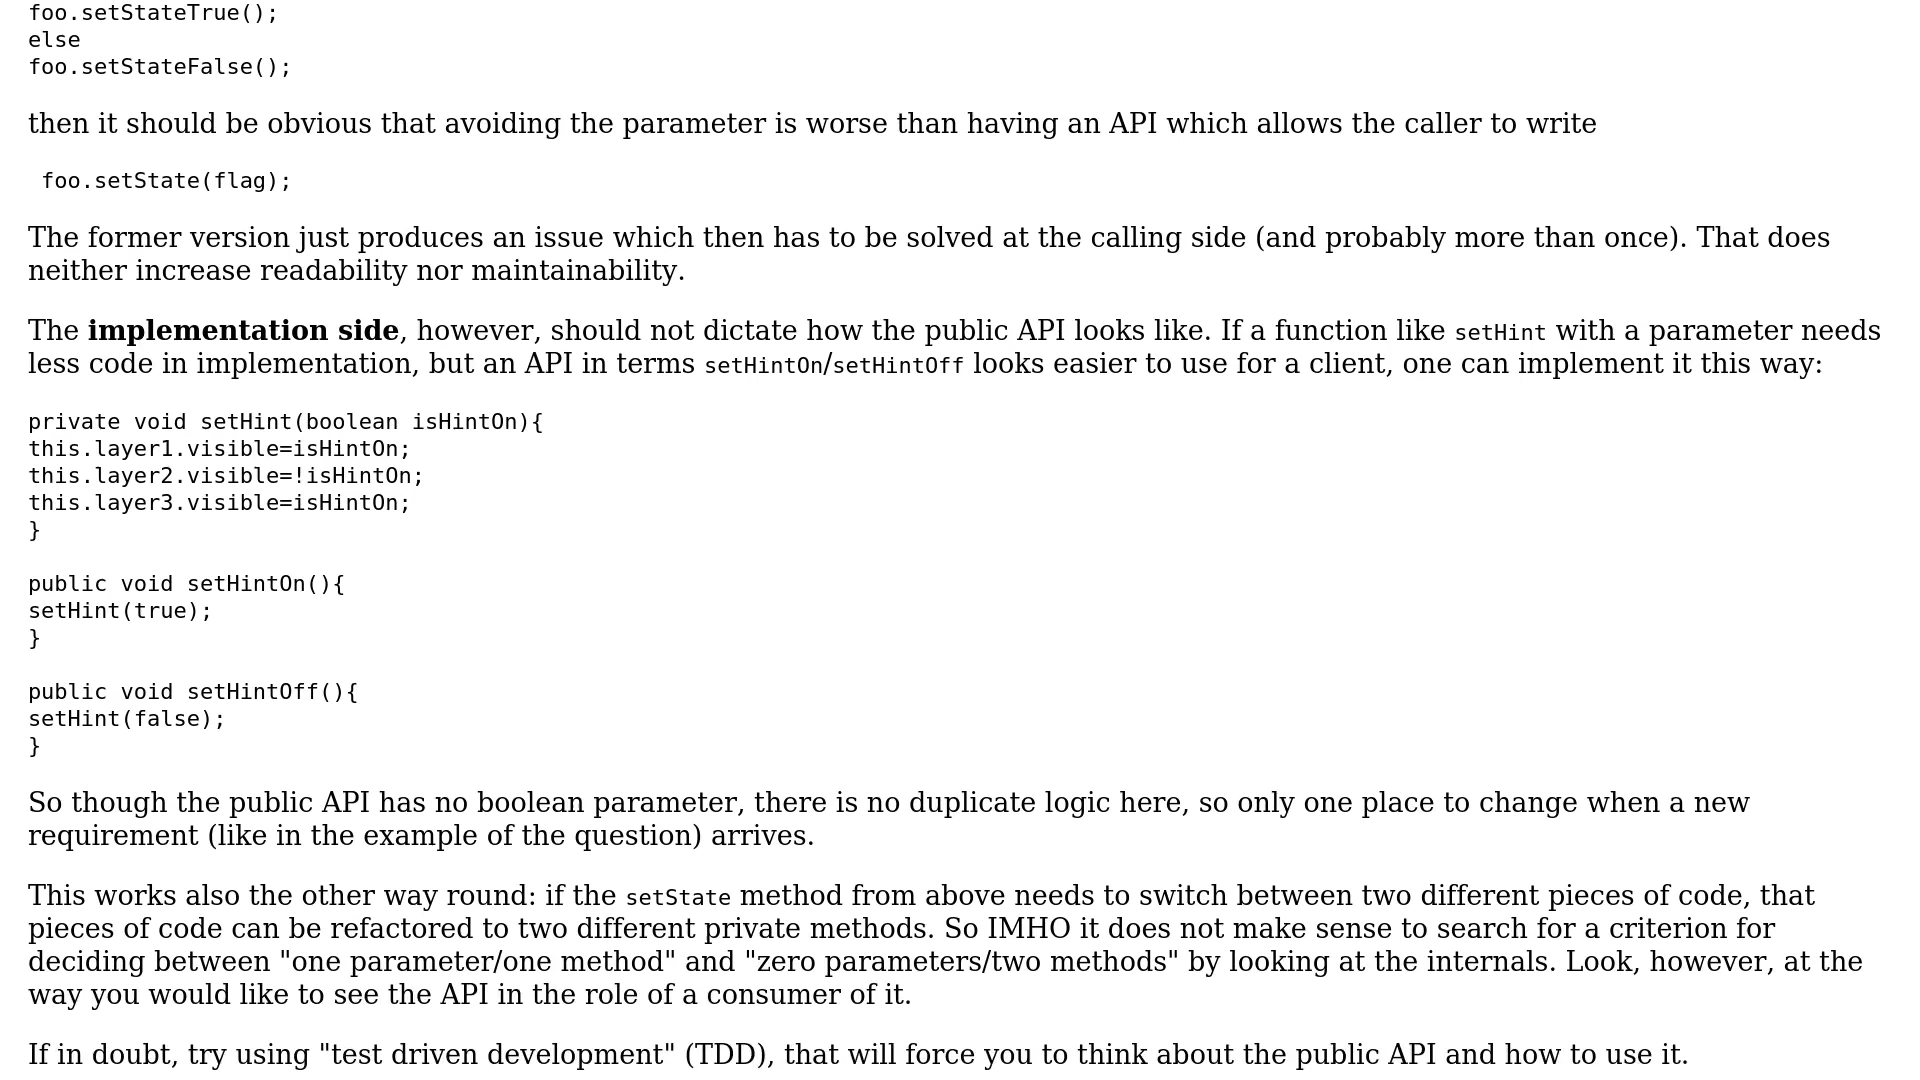 foo.setStateTrue();
else
foo.setStateFalse();
then it should be obvious that avoiding the parameter is worse than having an API which allows the caller to write
foo.setState(flag);
The former version just produces an issue which then has to be solved at the calling side (and probably more than once). That does
neither increase readability nor maintainability.
The implementation side, however, should not dictate how the public API looks like. If a function like setHint with a parameter needs
less code in implementation, but an API in terms setHintOn/setHintOff looks easier to use for a client, one can implement it this way:
private void setHint(boolean isHintOn){
this.layer1.visible=isHintOn;
this.layer2.visible=!isHintOn;
this.layer3.visible=isHintOn;
}
public void setHintOn(){
setHint(true);
}
public void setHintOff(){
setHint(false);
}
So though the public API has no boolean parameter, there is no duplicate logic here, so only one place to change when a new
requirement (like in the example of the question) arrives.
This works also the other way round: if the setState method from above needs to switch between two different pieces of code, that
pieces of code can be refactored to two different private methods. So IMHO it does not make sense to search for a criterion for
deciding between "one parameter/one method" and "zero parameters/two methods" by looking at the internals. Look, however, at the
way you would like to see the API in the role of a consumer of it.
If in doubt, try using "test driven development" (TDD), that will force you to think about the public API and how to use it.